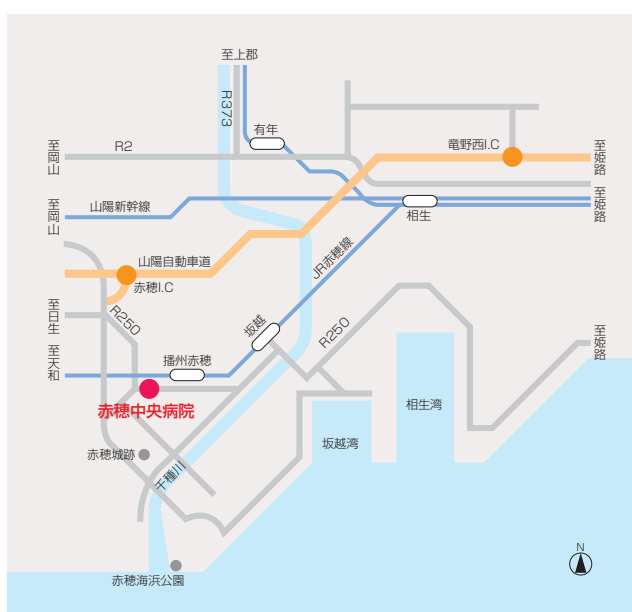 至上郡
R373
有年
R2
竜野西I.C
至岡山
至姫路
至姫路
山陽新幹線
至岡山
相生
山陽自動車道
JR赤穂線
赤穂I.C
至日生
R250
坂越
R250
至天和
播州赤穂
至姫路
赤穂中央病院
相生湾
坂越湾
赤穂城跡
千種川
N
赤穂海浜公園